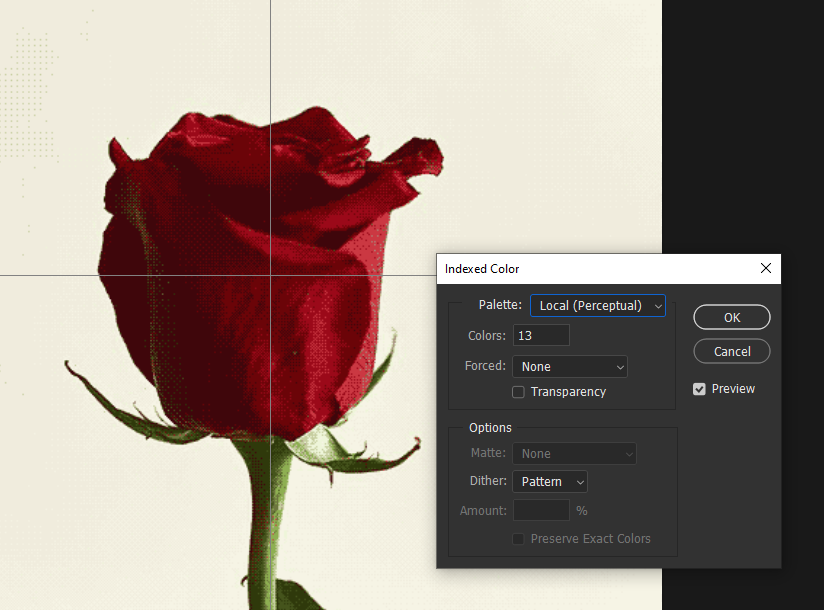 Indexed Color
Palette: Local (Perceptual)
OK
Colors: 13
Cancel
Forced: None
Preview
Transparency
Options
Matte: None
Dither: Pattern
Amount: %
Preserve Exact Colors